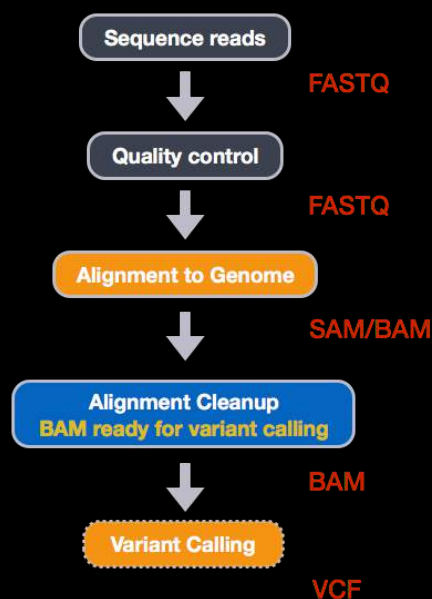 Sequence reads
FASTQ
Quality control
FASTQ
Alignment to Genome
SAM/BAM
Alignment Cleanup
BAM ready for variant calling
BAM
Variant Calling
VCF